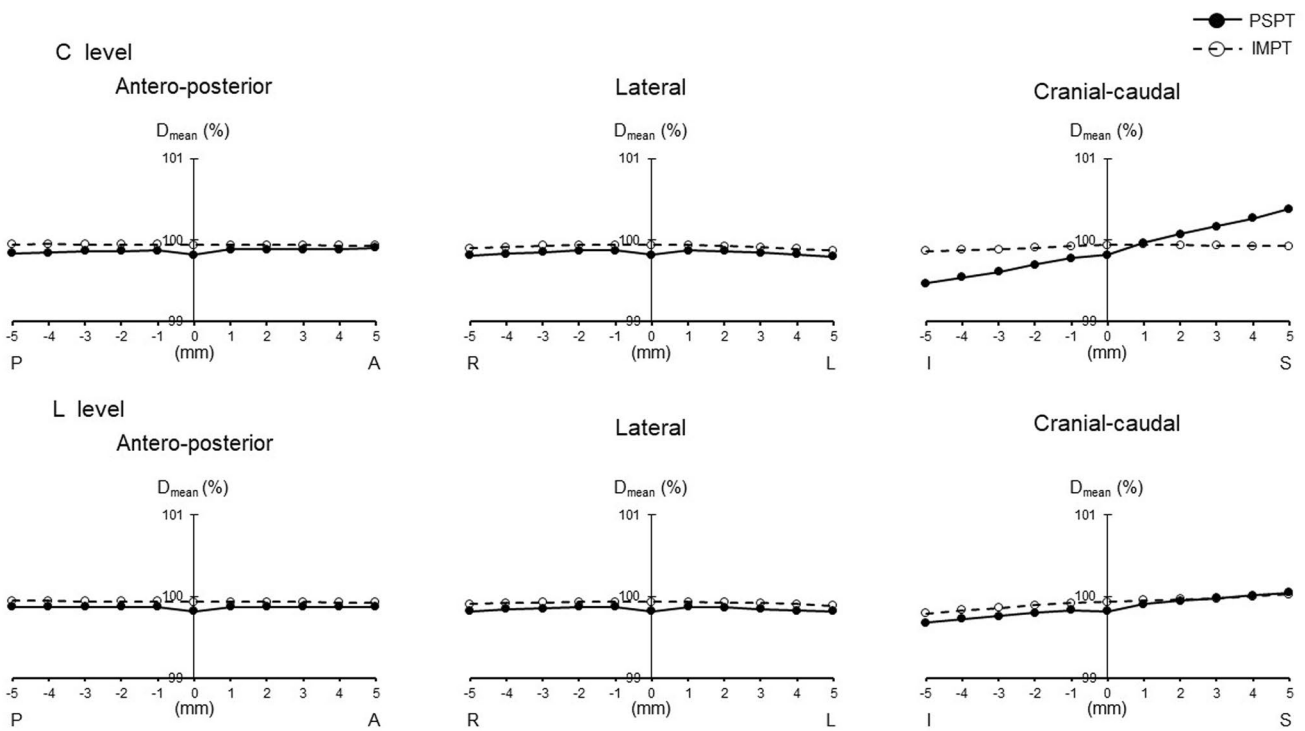 PSPT
IMPT
C level
Antero-posterior
Lateral
Cranial-caudal
Dmean (%)
Dmean (%)
Dmean (%)
101
101
101
100
100
100
99
99
99
-5 -4 -3 -2 -1 0 1 2 3 4 5
-5 -4 -3 -2 -1 0 1 2 3 4 5
-5 -4 -3 -2 -1 0 1 2 3 4 5
(mm)
(mm)
(mm)
P A
R L
I S
L level
Antero-posterior
Lateral
Cranial-caudal
Dmean (%)
Dmean (%)
Dmean (%)
101
101
101
100
100
100
99
99
99
-5 -4 -3 -2 -1 0 1 2 3 4 5
-5 -4 -3 -2 -1 0 1 2 3 4 5
-5 -4 -3 -2 -1 0 1 2 3 4 5
(mm)
(mm)
(mm)
P A
R L
I S